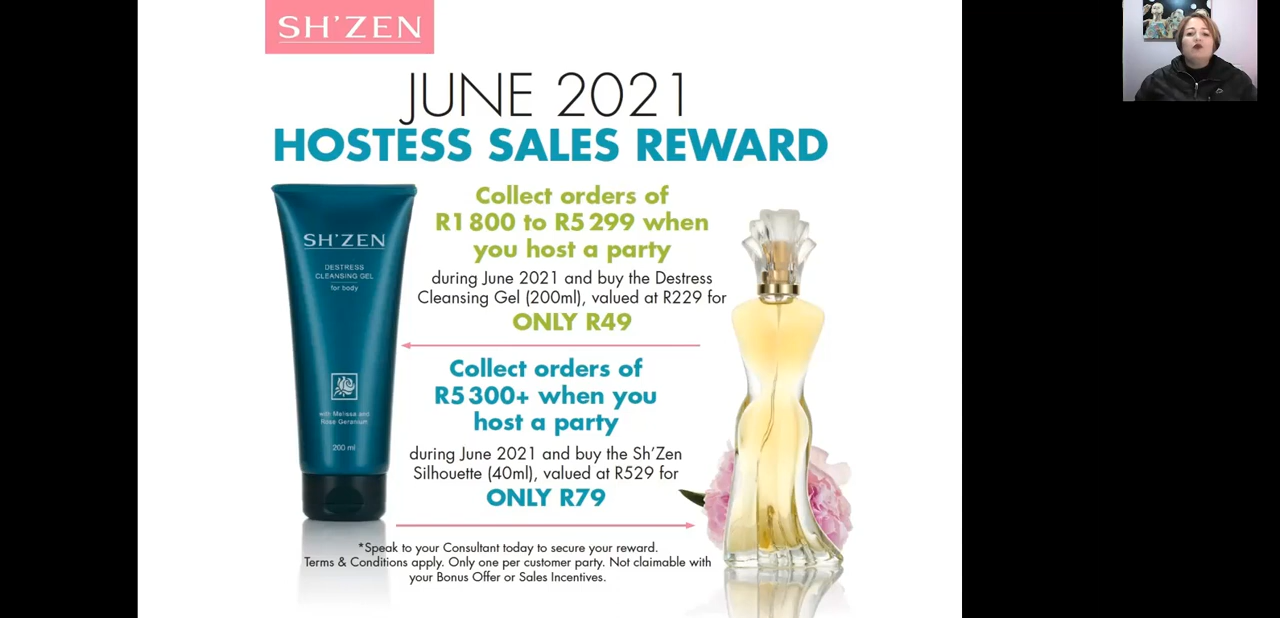 SH'ZEN
JUNE 2021
HOSTESS SALES REWARD
Collect orders of
R1 800 to R5 299 when
you host a party
during June 2021 and buy the Destress
Cleansing Gel (200ml), valued at R229 for
ONLY R49
Collect orders of
R5 300+ when you
host a party
during June 2021 and buy the Sh'Zen
Silhouette (40ml), valued at R529 for
ONLY R79
*Speak to your Consultant today to secure your reward.
Terms & Conditions apply. Only one per customer party. Not claimable with
your Bonus Offer or Sales Incentives.
SH'ZEN
DESTRESS
CLEANSING GEL
for body
with Melissa and
Rose Geranium
200 ml